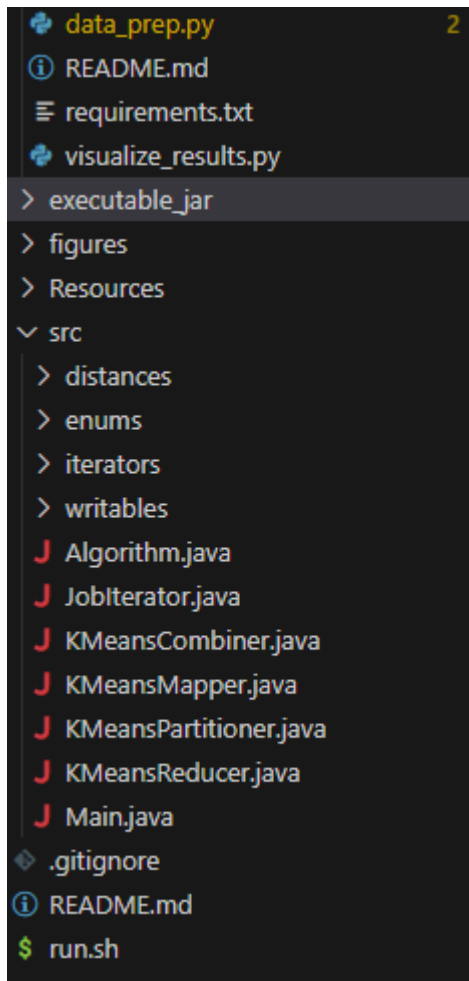 data_prep.py 2
README.md
requirements.txt
visualize_results.py
executable_jar
figures
Resources
src
distances
enums
iterators
writables
J Algorithm.java
J JobIterator.java
J KMeansCombiner.java
J KMeansMapper.java
J KMeansPartitioner.java
J KMeansReducer.java
J Main.java
.gitignore
README.md
$ run.sh